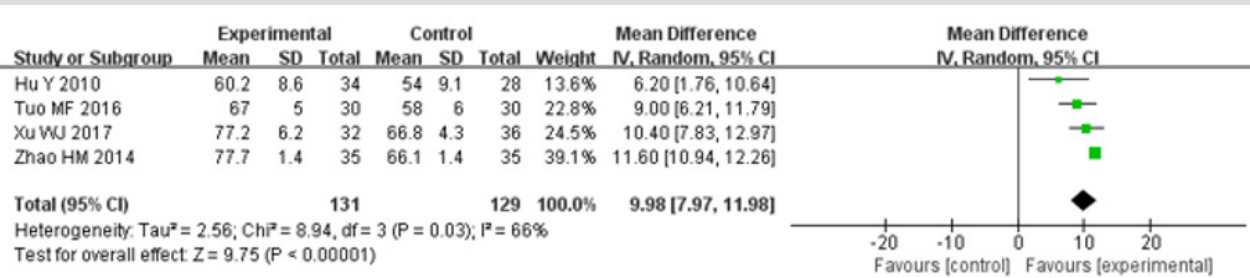 Experimental Control Mean Difference Mean Difference
Study or Subgroup Mean SD Total Mean SD Total Weight IV, Random, 95% CI IV, Random, 95% CI
Hu Y 2010 60.2 8.6 34 54 9.1 28 13.6% 6.20 [1.76, 10.64]
Tuo MF 2016 67 5 30 58 6 30 22.8% 9.00 [6.21, 11.79]
Xu WJ 2017 77.2 6.2 32 66.8 4.3 36 24.5% 10.40 [7.83, 12.97]
Zhao HM 2014 77.7 1.4 35 66.1 1.4 35 39.1% 11.60 [10.94, 12.26]
Total (95% CI) 131 129 100.0% 9.98 [7.97, 11.98]
Heterogeneity: Tau² = 2.56; Chi² = 8.94, df = 3 (P = 0.03); I² = 66%
Test for overall effect: Z = 9.75 (P < 0.00001)
-20 -10 0 10 20
Favours [control] Favours [experimental]